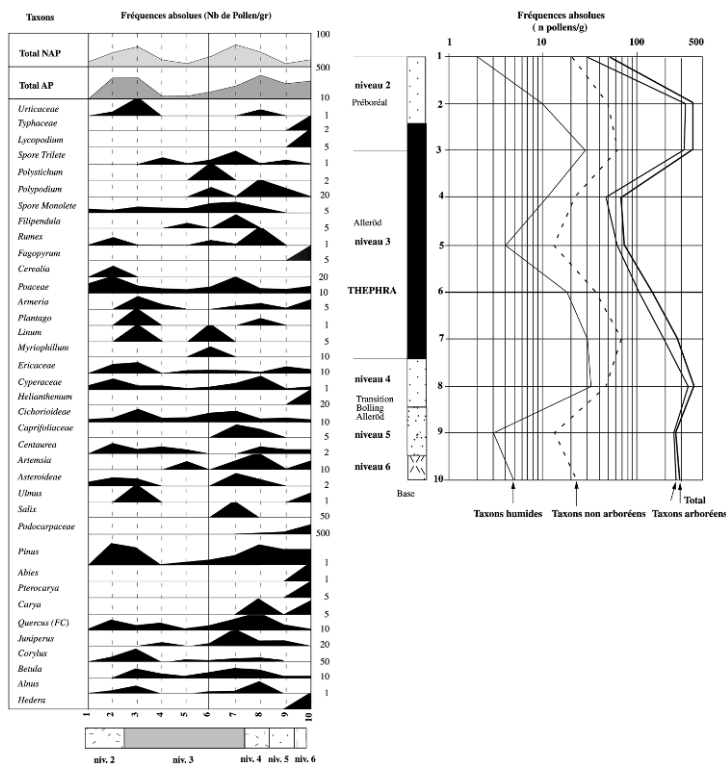 Taxons Fréquences absolues (Nb de Pollen/gr)
100
Total NAP
500
Total AP
10
Urticaceae 1
Typhaceae 2
Lycopodium 5
Spore Trilete 1
Polystichum 2
Polypodium 20
Spore Monolete 5
Filipendula 5
Rumex 1
Fagopyrum 5
Cerealia 20
Poaceae 10
Armeria 5
Plantago 1
Linum 5
Myriophillum 10
Ericaceae 10
Cyperaceae 1
Helianthenum 20
Cichorioideae 10
Caprifoliaceae 5
Centaurea 2
Artemsia 10
Asteroideae 2
Ulmus 1
Salix 50
Podocarpaceae 500
Pinus 1
Abies 1
Pterocarya 5
Carya 5
Quercus (FC) 10
Juniperus 20
Corylus 50
Betula 10
Alnus 1
Hedera
1 2 3 4 5 6 7 8 9 10
niv. 2 niv. 3 niv. 4 niv. 5 niv. 6
Fréquences absolues
( n pollens/g)
1 10 100 500
1
niveau 2
Préboréal
2
3
4
Alleröd
niveau 3
5
THEPHRA
6
7
niveau 4
8
Transition
Bolling
Alleröd
niveau 5
9
niveau 6
10
Base
Total
Taxons humides Taxons non arboréens Taxons arboréens